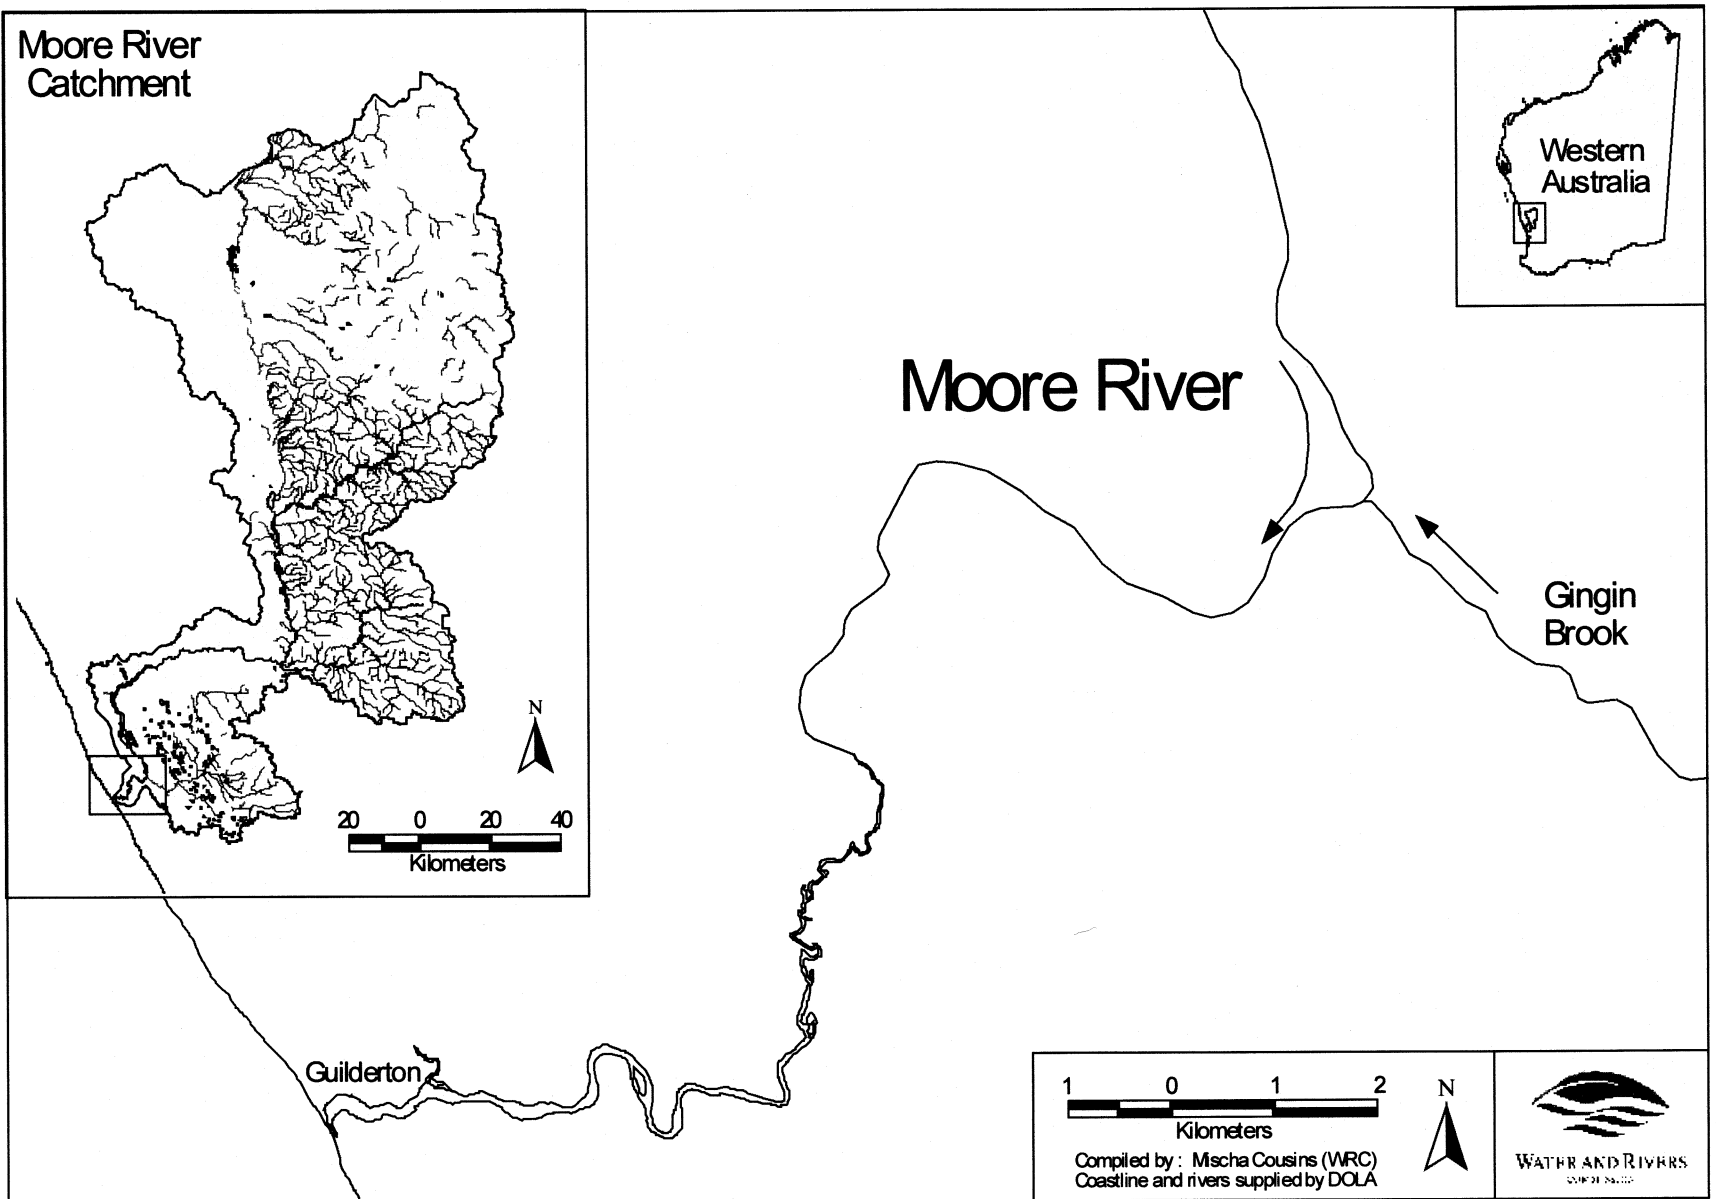 Moore River
Catchment
Western
Australia
Moore River
Gingin
Brook
N
20 0 20 40
Kilometers
Guilderton
1 0 1 2
N
Kilometers
Compiled by : Mischa Cousins (WRC)
Coastline and rivers supplied by DOLA
WATER AND RIVERS